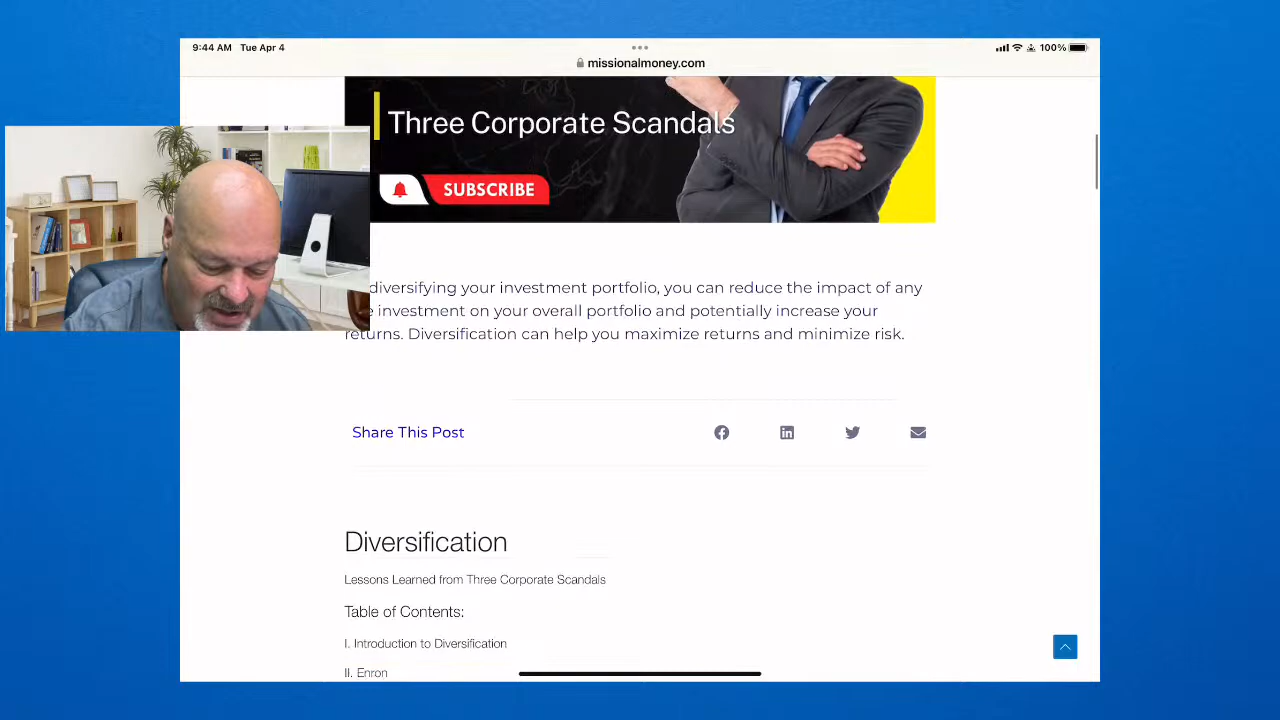 9:44 AM Tue Apr 4
100%
missionalmoney.com
Three Corporate Scandals
SUBSCRIBE
diversifying your investment portfolio, you can reduce the impact of any
investment on your overall portfolio and potentially increase your
returns. Diversification can help you maximize returns and minimize risk.
Share This Post
Diversification
Lessons Learned from Three Corporate Scandals
Table of Contents:
I. Introduction to Diversification
II. Enron